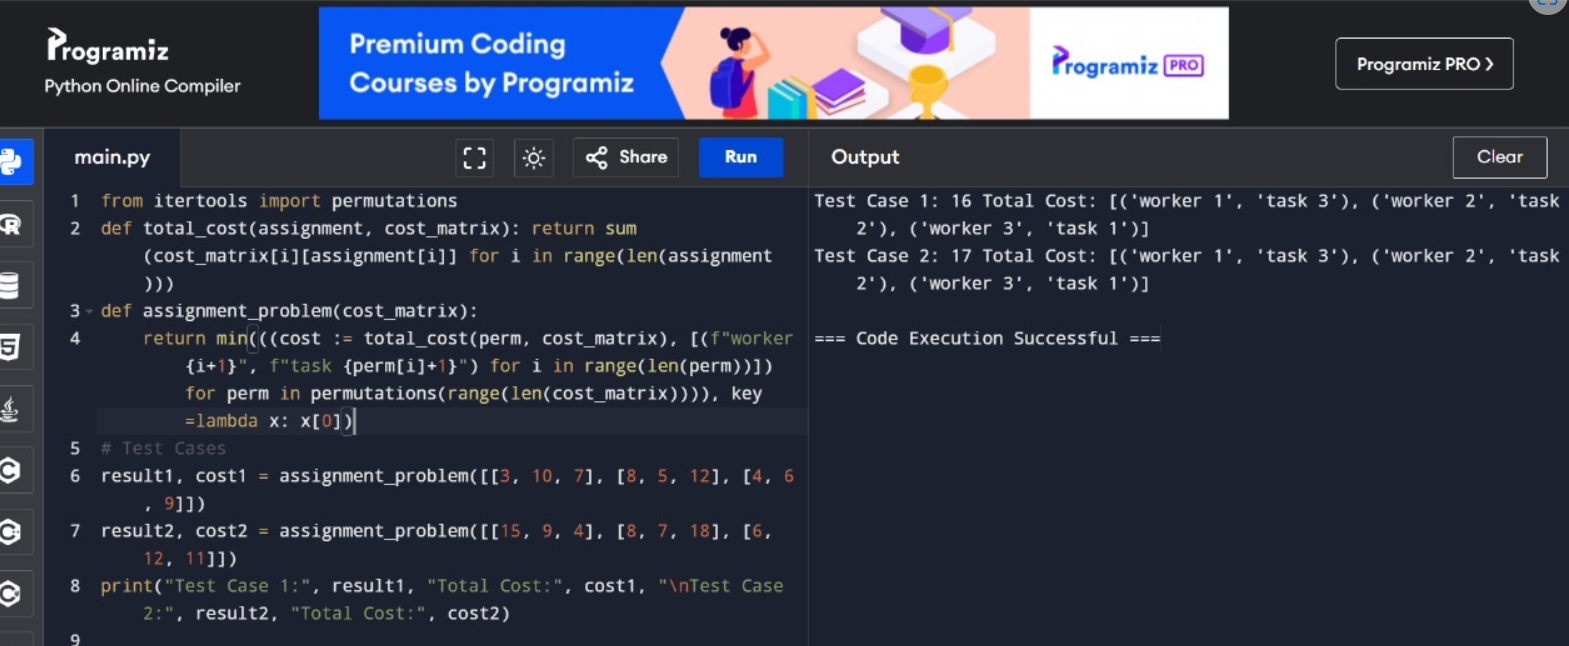 Programiz
Python Online Compiler
Premium Coding
Courses by Programiz
Programiz PRO
Programiz PRO >
main.py
Share
Run
Output
Clear
1 from itertools import permutations
2 def total_cost(assignment, cost_matrix): return sum
(cost_matrix[i][assignment[i]] for i in range(len(assignment
)))
3 def assignment_problem(cost_matrix):
4 return min(((cost := total_cost(perm, cost_matrix), [(f"worker
{i+1}", f"task {perm[i]+1}") for i in range(len(perm))])
for perm in permutations(range(len(cost_matrix)))), key
=lambda x: x[0])
5 # Test Cases
6 result1, cost1 = assignment_problem([[3, 10, 7], [8, 5, 12], [4, 6
, 9]])
7 result2, cost2 = assignment_problem([[15, 9, 4], [8, 7, 18], [6,
12, 11]])
8 print("Test Case 1:", result1, "Total Cost:", cost1, "\nTest Case
2:", result2, "Total Cost:", cost2)
9
Test Case 1: 16 Total Cost: [('worker 1', 'task 3'), ('worker 2', 'task
2'), ('worker 3', 'task 1')]
Test Case 2: 17 Total Cost: [('worker 1', 'task 3'), ('worker 2', 'task
2'), ('worker 3', 'task 1')]
=== Code Execution Successful ===